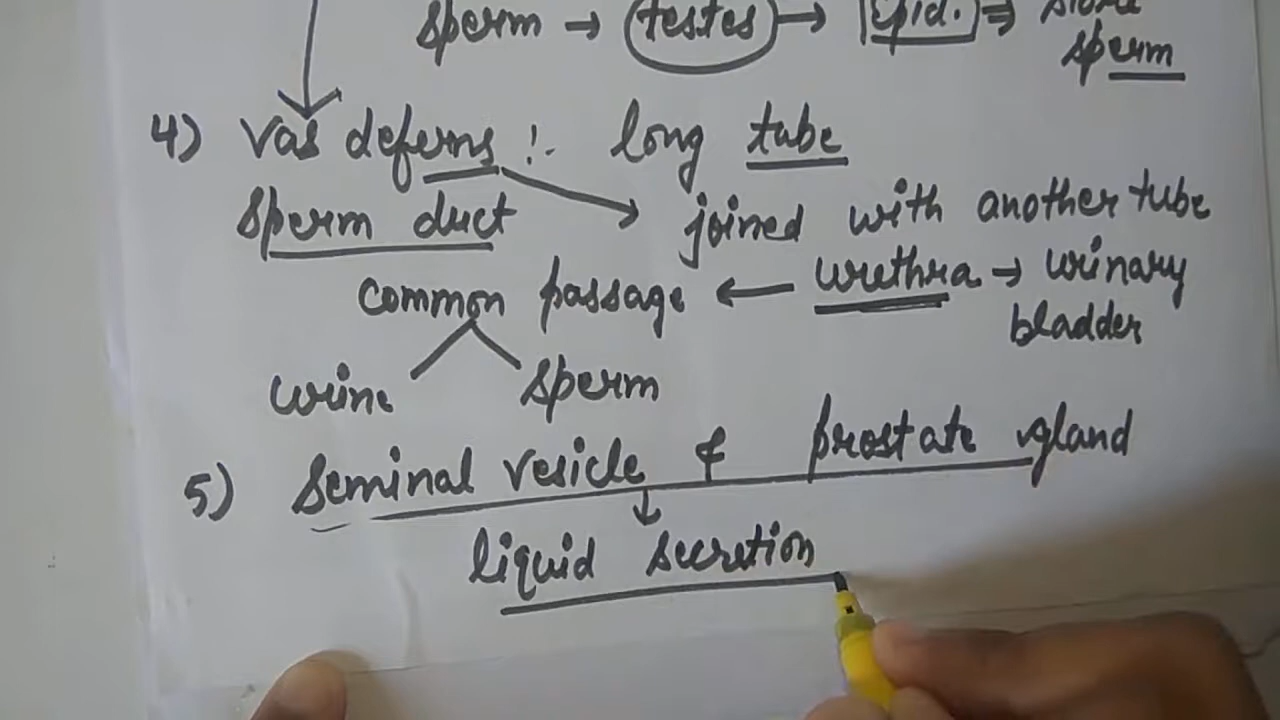 sperm → testes → Epid. ⇒ store
sperm
4) Vas deferns :- long tube
sperm duct → joined with another tube
common passage ← urethra → urinary
bladder
urine sperm
5) Seminal vesicle & prostate gland
↓
liquid secretion